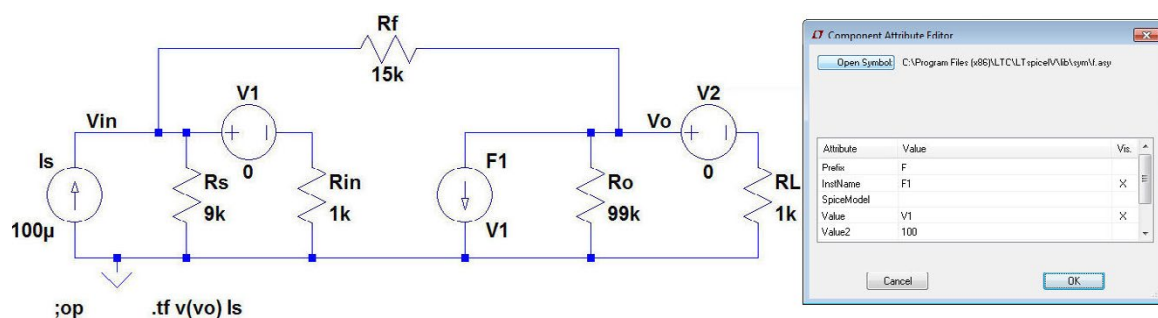 Rf
15k
V1
V2
Vin
Vo
Is
0
F1
0
Rs
Rin
Ro
RL
9k
1k
99k
1k
100µ
V1
;op
.tf v(vo) Is
Component Attribute Editor
Open Symbol:
C:\Program Files (x86)\LTC\LTspiceIV\lib\sym\f.asy
Attribute
Value
Vis.
Prefix
F
InstName
F1
X
SpiceModel
Value
V1
X
Value2
100
Cancel
OK